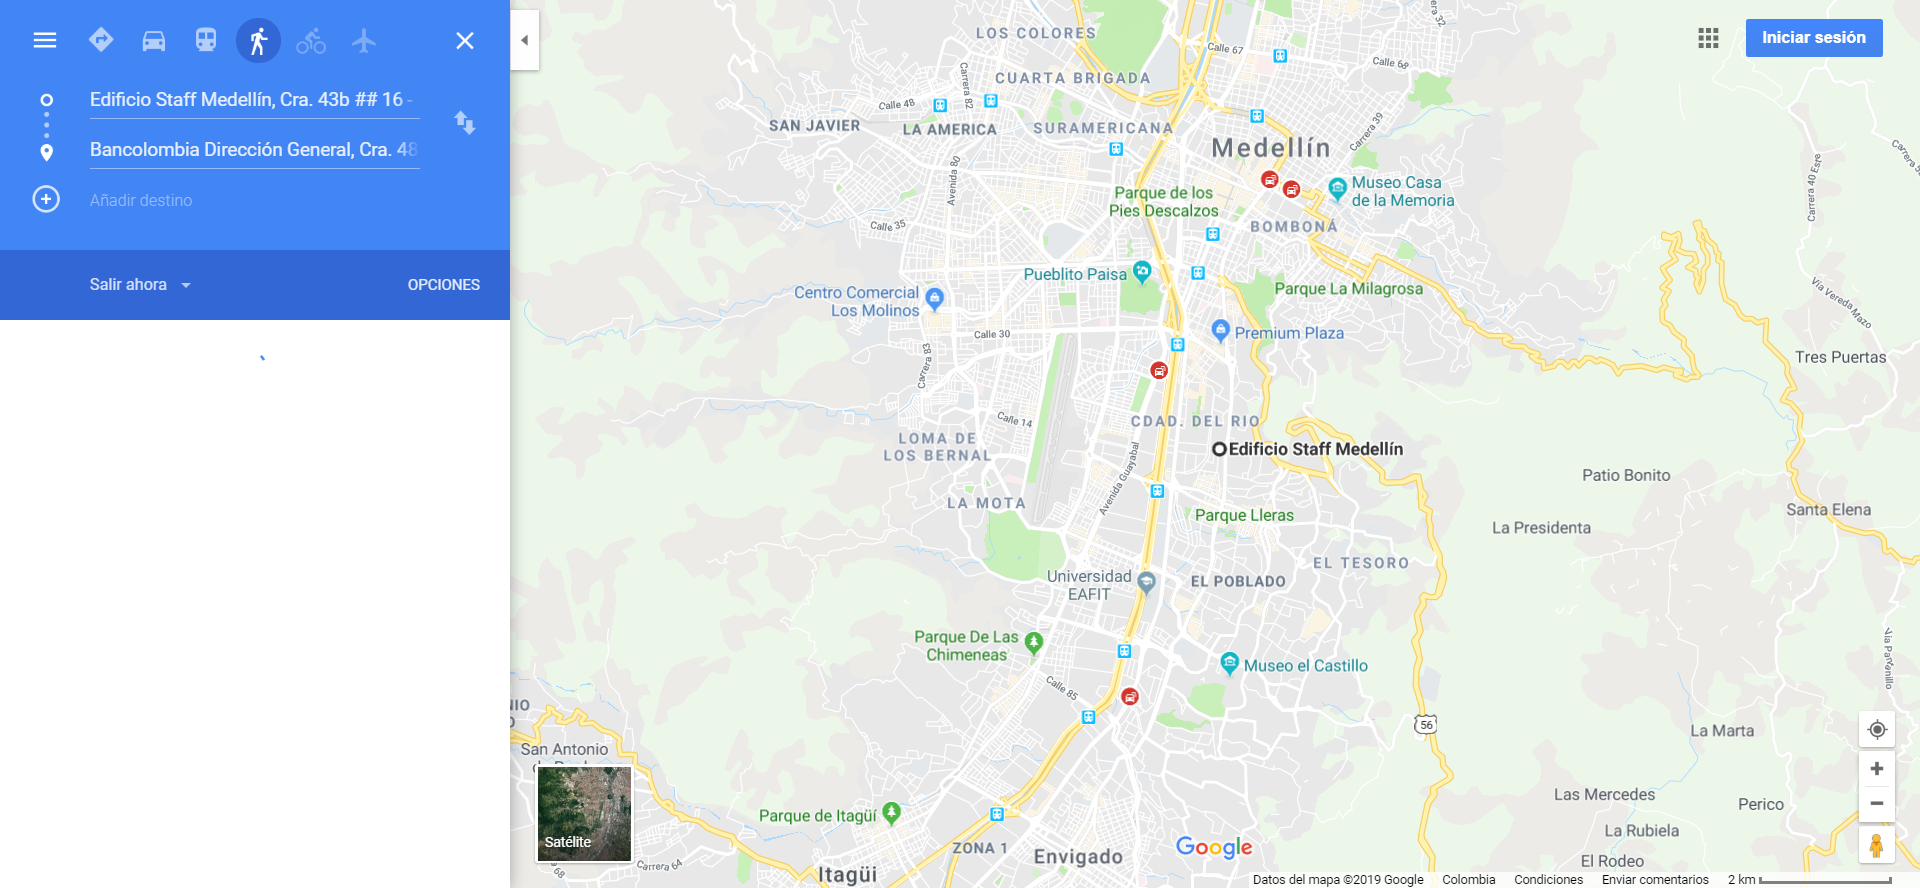 Edificio Staff Medellín, Cra. 43b ## 16 -
Bancolombia Dirección General, Cra. 48
Añadir destino
Salir ahora
OPCIONES
Iniciar sesión
LOS COLORES
Calle 67
Carrera 32
Calle 68
CUARTA BRIGADA
Carrera 82
Calle 48
SAN JAVIER
LA AMERICA
SURAMERICANA
Medellín
Carrera 39
Avenida 80
Parque de los
Pies Descalzos
Museo Casa
de la Memoria
Carrera 40 Este
Calle 35
BOMBONÁ
Pueblito Paisa
Parque La Milagrosa
Vía Vereda Mazo
Centro Comercial
Los Molinos
Calle 30
Premium Plaza
Carrera 83
Tres Puertas
Calle 14
CDAD. DEL RIO
LOMA DE
LOS BERNAL
Edificio Staff Medellín
Avenida Guayabal
Patio Bonito
LA MOTA
Parque Lleras
Santa Elena
La Presidenta
EL TESORO
Universidad
EAFIT
EL POBLADO
Parque De Las
Chimeneas
Museo el Castillo
Calle 85
56
La Marta
San Antonio
Las Mercedes
Perico
Parque de Itagüí
La Rubiela
Satélite
ZONA 1
Envigado
Google
El Rodeo
Carrera 64
Itagüi
Datos del mapa ©2019 Google
Colombia
Condiciones
Enviar comentarios
2 km